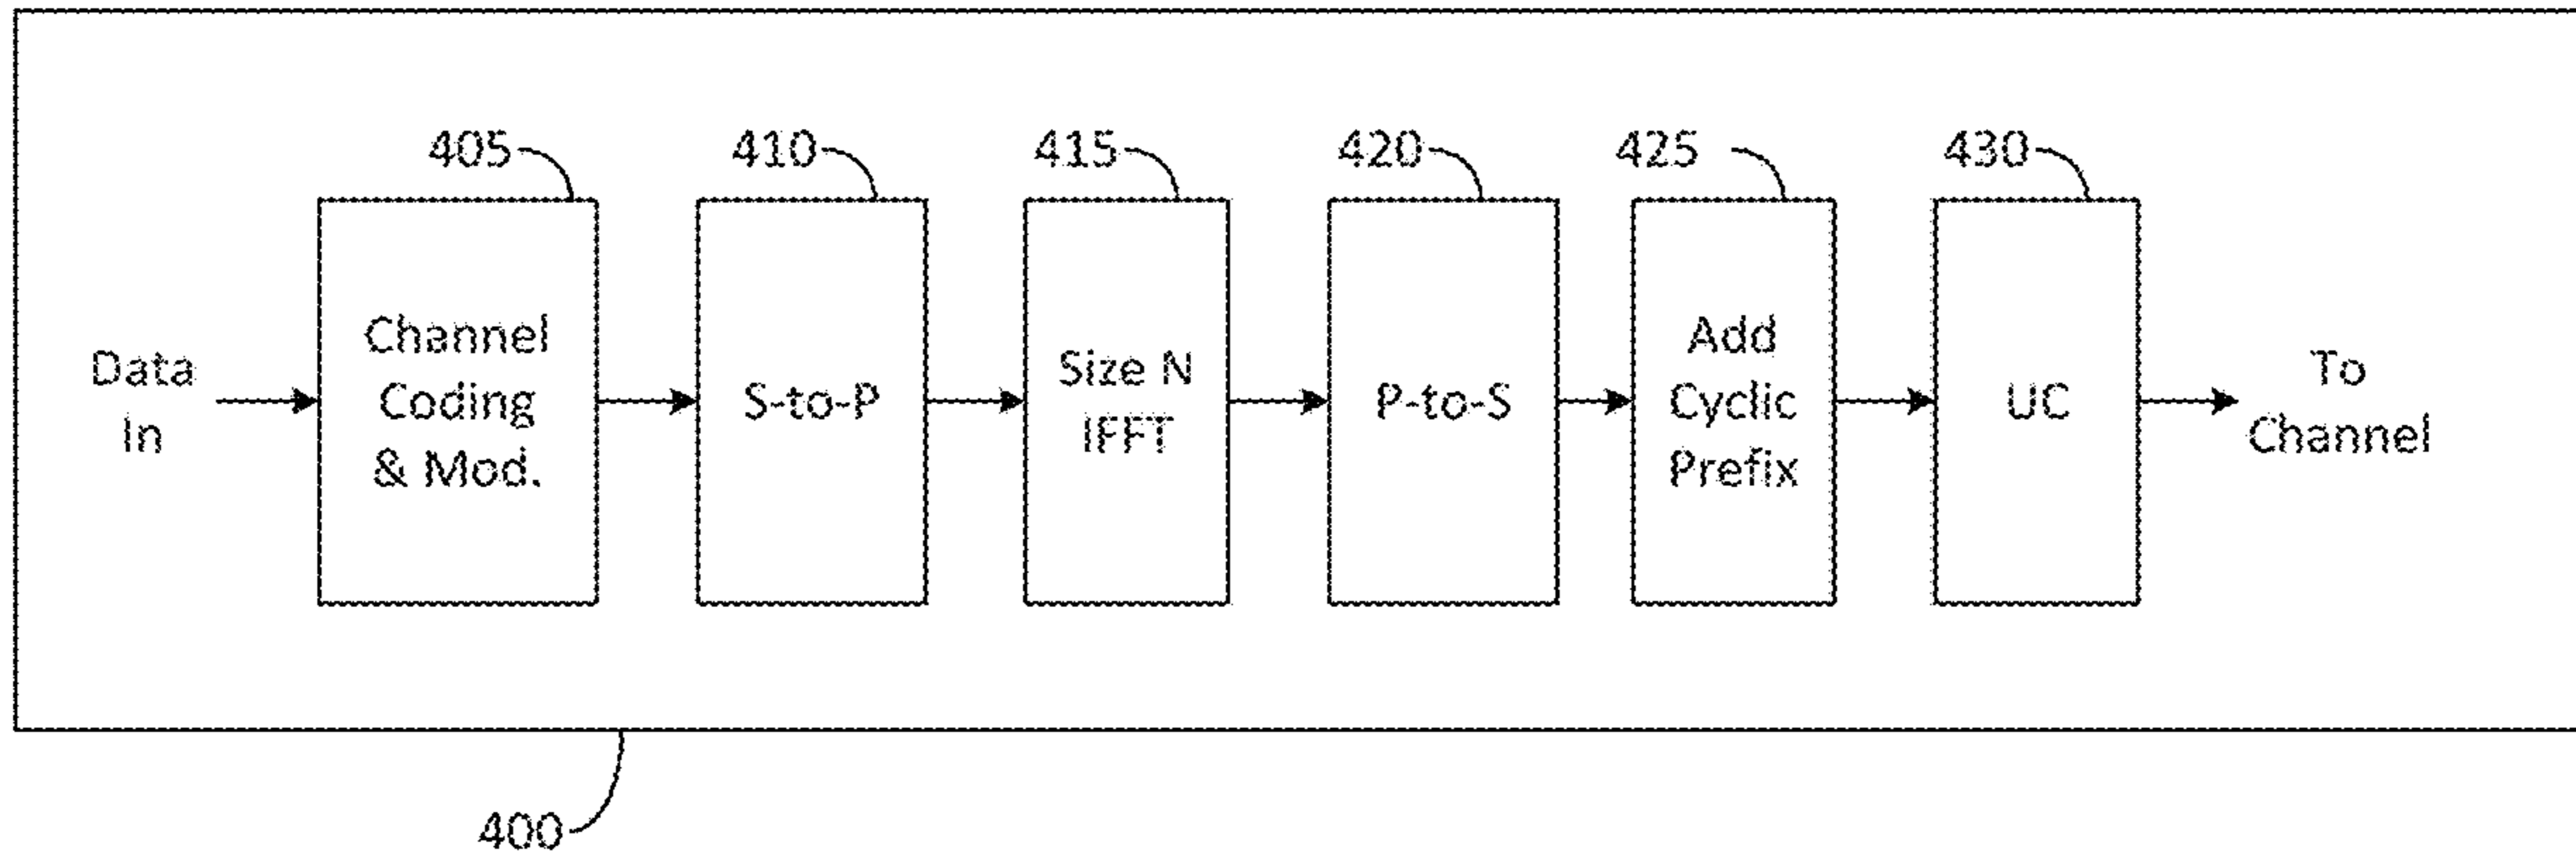 405
410
415
420
425
430
Data
In
Channel
Coding
& Mod.
S-to-P
Size N
IFFT
P-to-S
Add
Cyclic
Prefix
UC
To
Channel
400